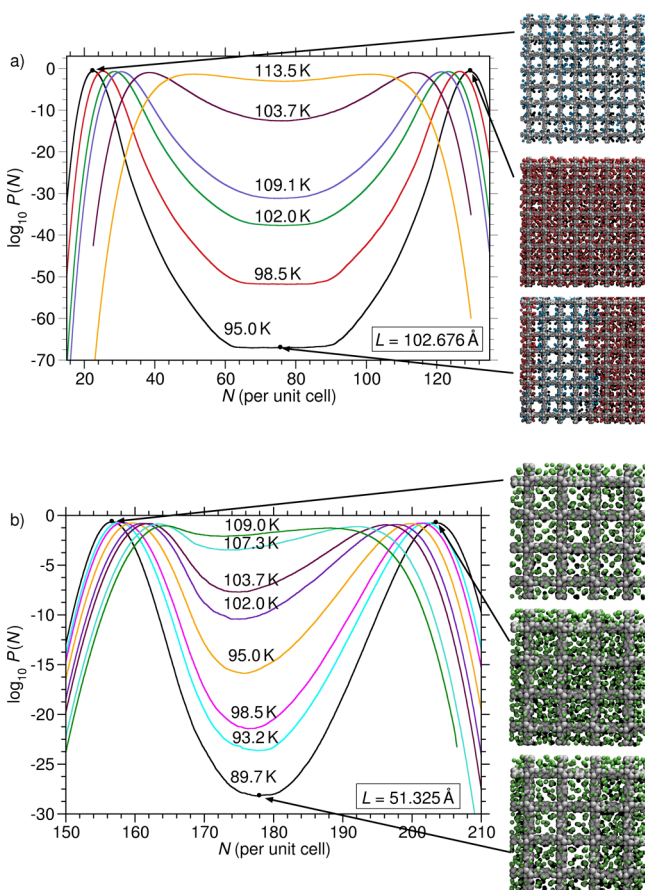 a)
0
-10
-20
-30
-40
-50
-60
-70
log10 P(N)
113.5 K
103.7 K
109.1 K
102.0 K
98.5 K
95.0 K
L = 102.676 Å
20 40 60 80 100 120
N (per unit cell)
b)
0
-5
-10
-15
-20
-25
-30
log10 P(N)
109.0 K
107.3 K
103.7 K
102.0 K
95.0 K
98.5 K
93.2 K
89.7 K
L = 51.325 Å
150 160 170 180 190 200 210
N (per unit cell)